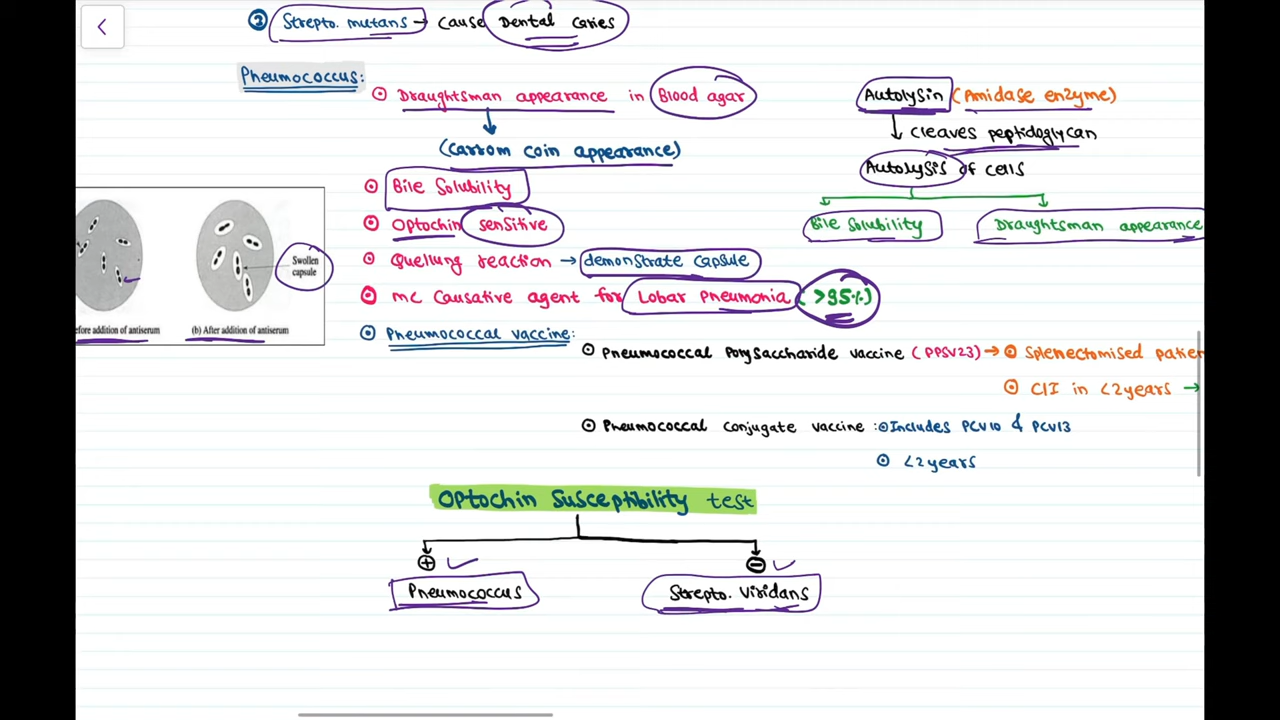 ② Strepto. mutans → cause Dental caries
Pneumococcus:
⊙ Draughtsman appearance in Blood agar
(Carrom coin appearance)
⊙ Bile Solubility
⊙ Optochin sensitive
⊙ Quellung reaction → demonstrate capsule
⊙ MC Causative agent for Lobar Pneumonia (>95%)
⊙ Pneumococcal vaccine:
Autolysin (Amidase enzyme)
↓ cleaves peptidoglycan
Autolysis of cells
Bile Solubility
Draughtsman appearance
Swollen
capsule
efore addition of antiserum
(b) After addition of antiserum
⊙ Pneumococcal Polysaccharide vaccine (PPSV23) → ⊙ Splenectomised patien
⊙ C/I in <2years →
⊙ Pneumococcal conjugate vaccine : ⊙ Includes PCV10 & PCV13
⊙ <2years
Optochin Susceptibility test
⊕
⊖
Pneumococcus
Strepto. Viridans